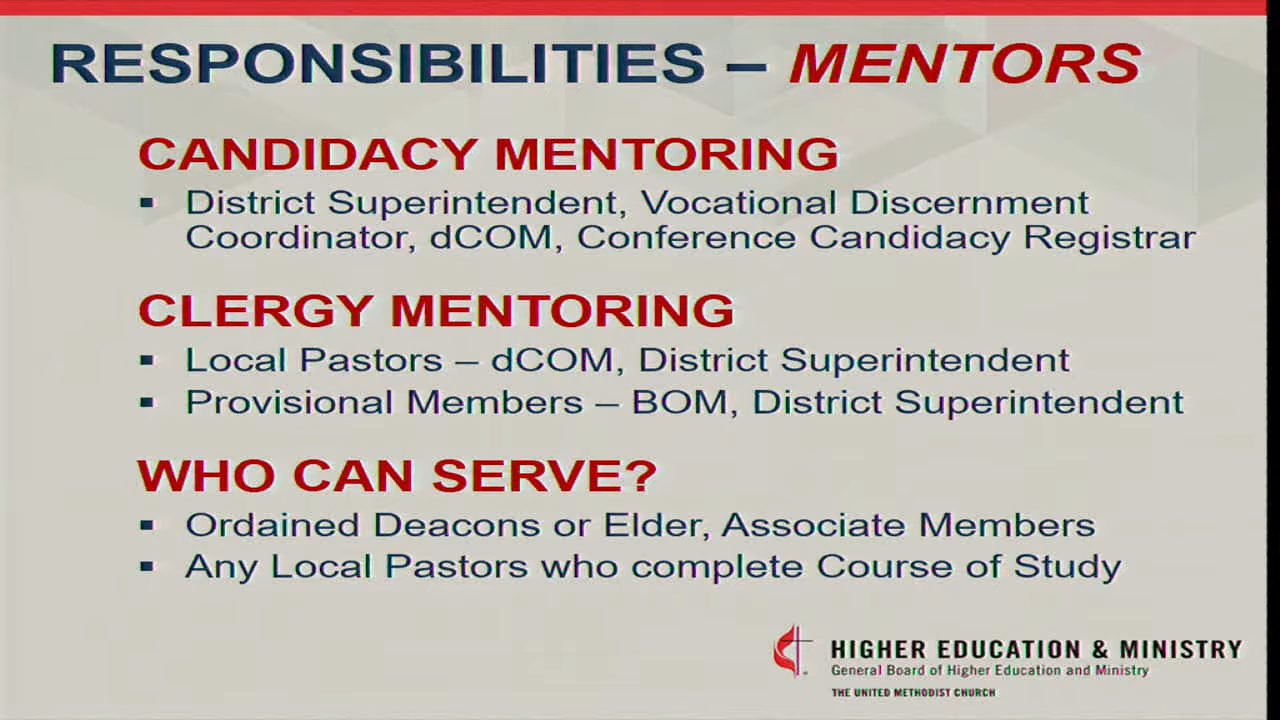 RESPONSIBILITIES – MENTORS
CANDIDACY MENTORING
▪ District Superintendent, Vocational Discernment
Coordinator, dCOM, Conference Candidacy Registrar
CLERGY MENTORING
▪ Local Pastors – dCOM, District Superintendent
▪ Provisional Members – BOM, District Superintendent
WHO CAN SERVE?
▪ Ordained Deacons or Elder, Associate Members
▪ Any Local Pastors who complete Course of Study
HIGHER EDUCATION & MINISTRY
General Board of Higher Education and Ministry
THE UNITED METHODIST CHURCH